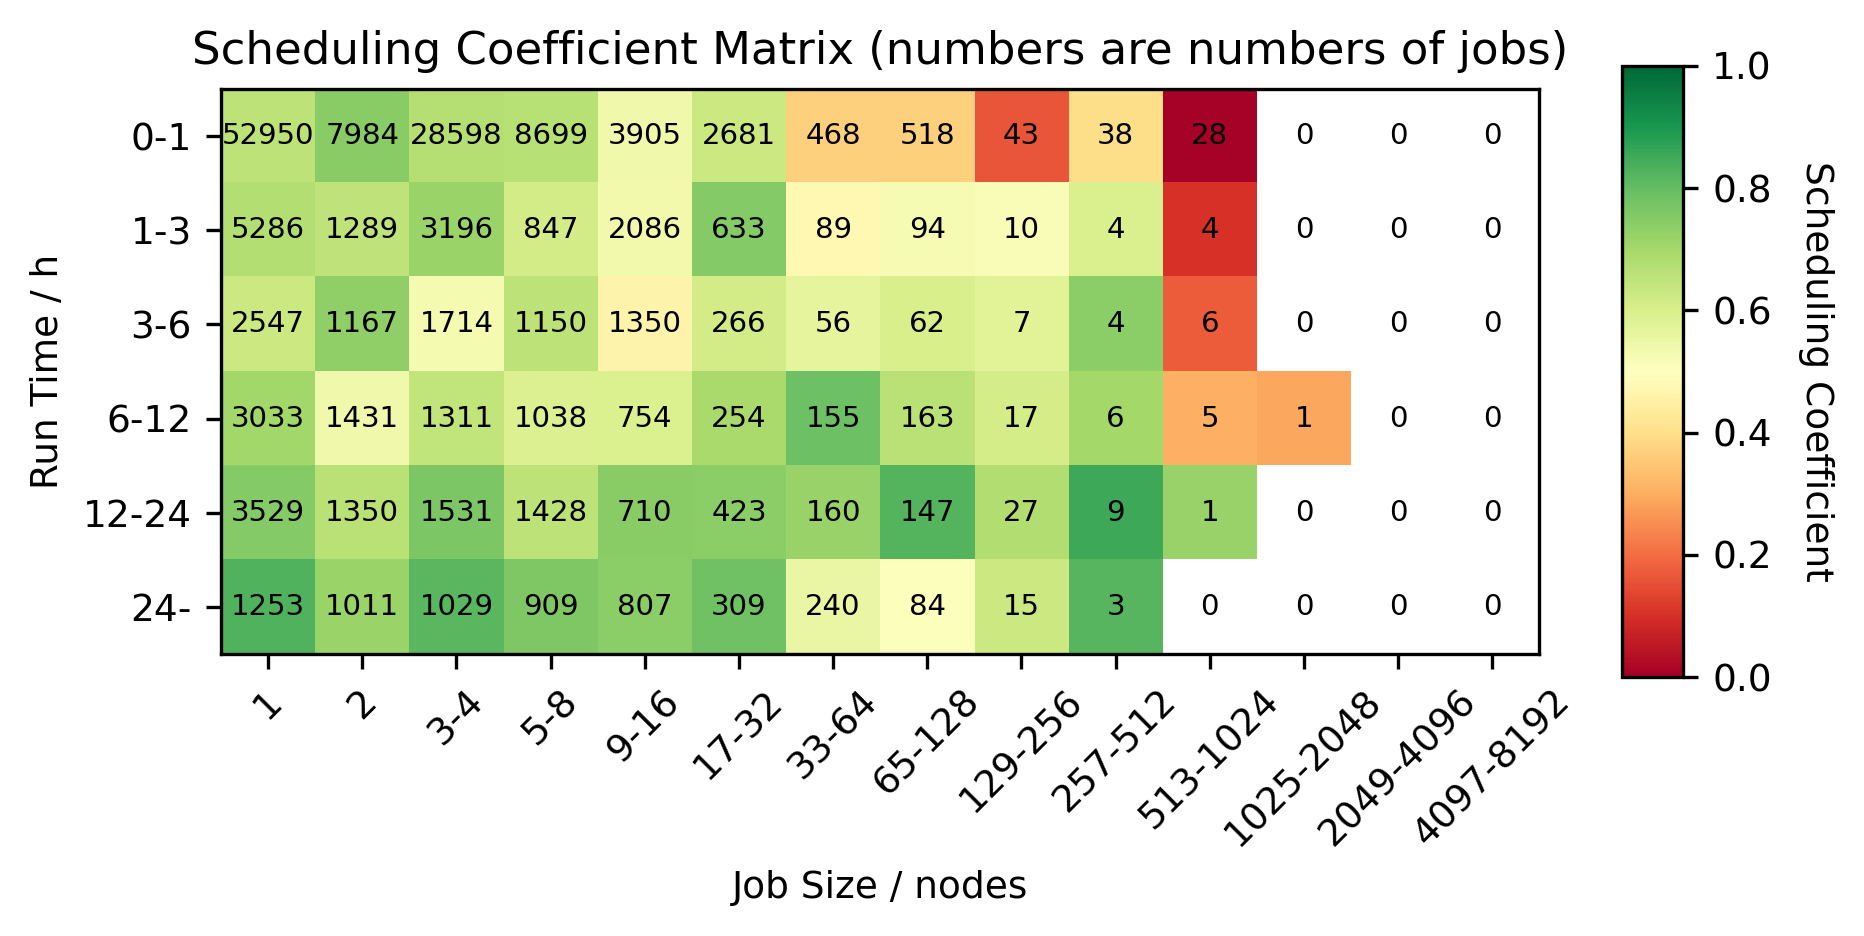 Scheduling Coefficient Matrix (numbers are numbers of jobs)
0-1 52950 7984 28598 8699 3905 2681 468 518 43 38 28 0 0 0
1-3 5286 1289 3196 847 2086 633 89 94 10 4 4 0 0 0
3-6 2547 1167 1714 1150 1350 266 56 62 7 4 6 0 0 0
6-12 3033 1431 1311 1038 754 254 155 163 17 6 5 1 0 0
12-24 3529 1350 1531 1428 710 423 160 147 27 9 1 0 0 0
24- 1253 1011 1029 909 807 309 240 84 15 3 0 0 0 0
1 2 3-4 5-8 9-16 17-32 33-64 65-128 129-256 257-512 513-1024 1025-2048 2049-4096 4097-8192
Job Size / nodes
Run Time / h
1.0
0.8
0.6
0.4
0.2
0.0
Scheduling Coefficient